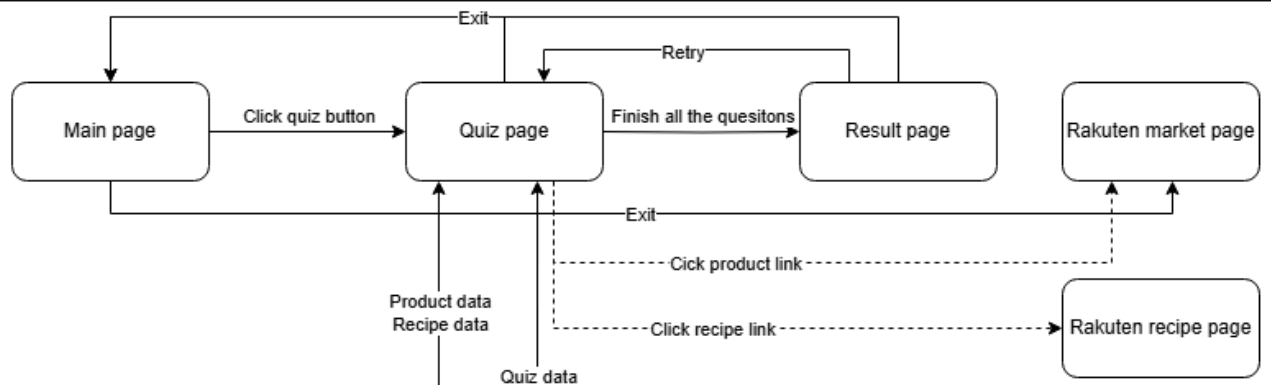 Exit
Retry
Main page
Click quiz button
Quiz page
Finish all the quesitons
Result page
Rakuten market page
Exit
Cick product link
Product data
Recipe data
Click recipe link
Rakuten recipe page
Quiz data